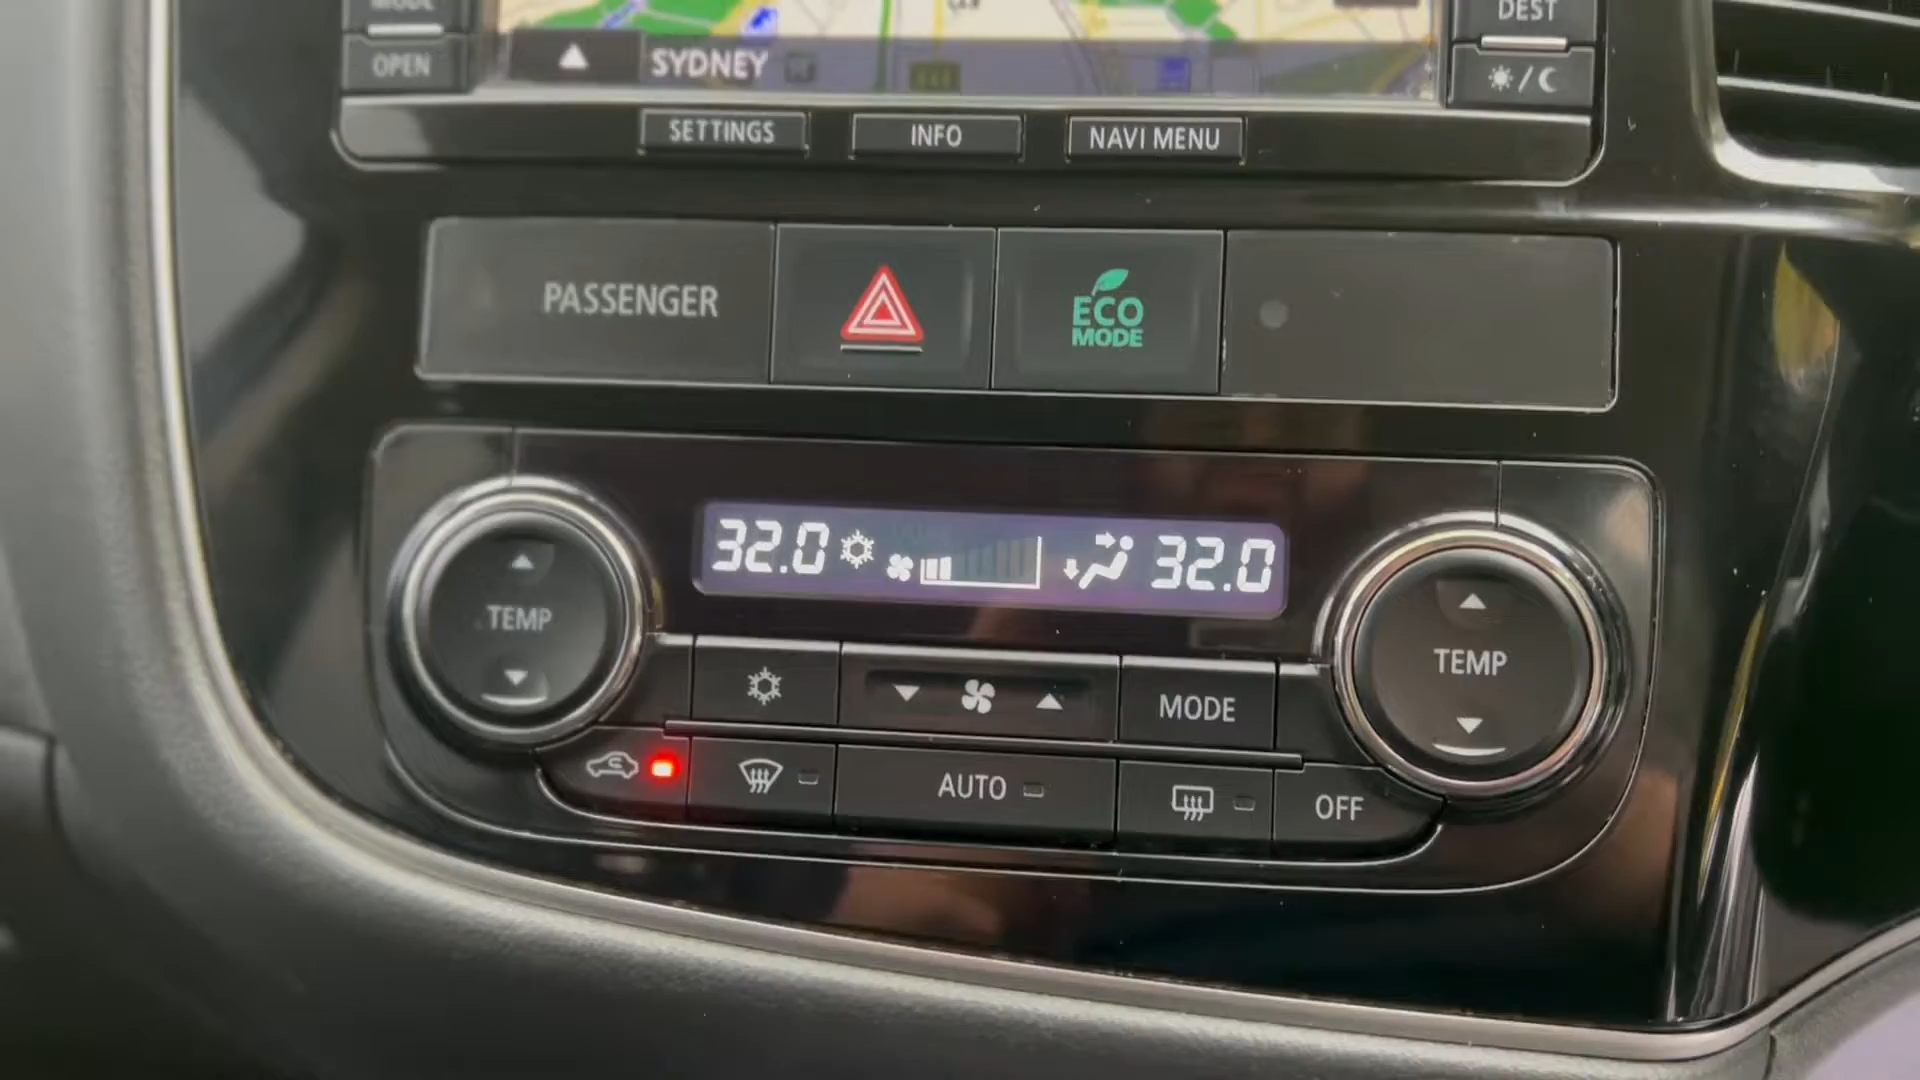 MODE
OPEN
SYDNEY
DEST
SETTINGS
INFO
NAVI MENU
PASSENGER
ECO
MODE
32.0
32.0
TEMP
TEMP
MODE
AUTO
OFF